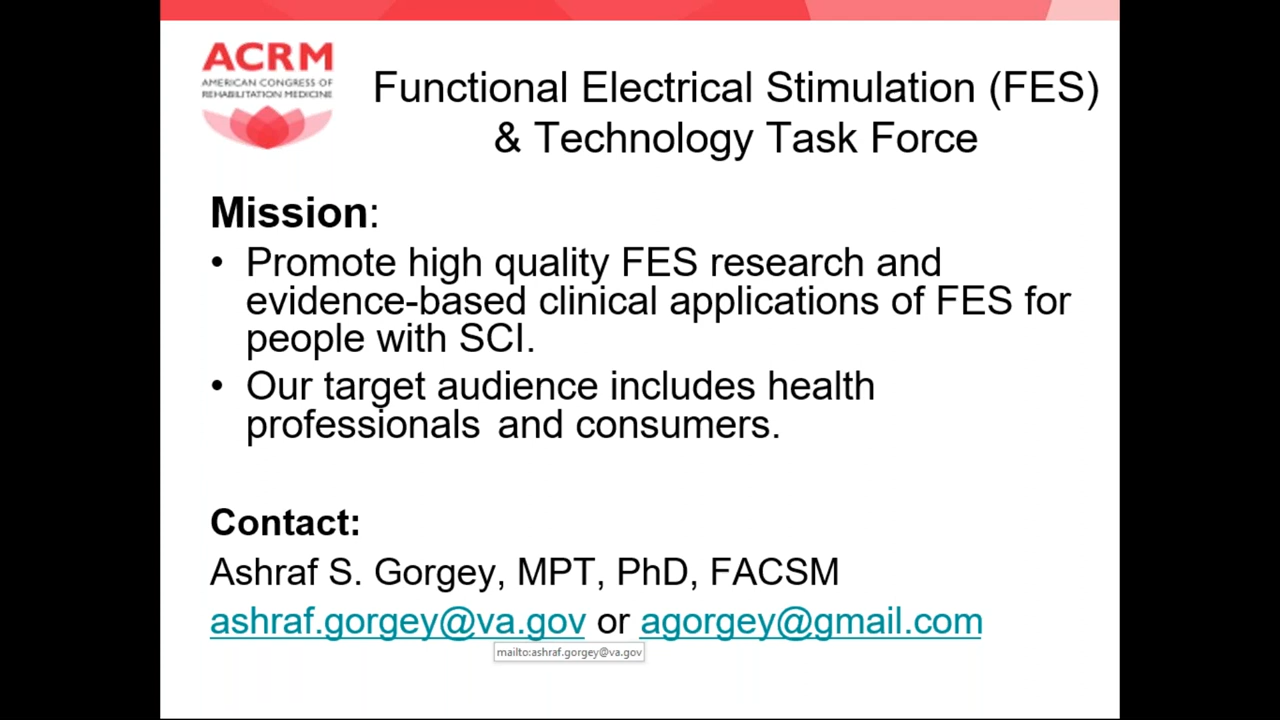 ACRM
AMERICAN CONGRESS OF
REHABILITATION MEDICINE
Functional Electrical Stimulation (FES)
& Technology Task Force
Mission:
• Promote high quality FES research and
evidence-based clinical applications of FES for
people with SCI.
• Our target audience includes health
professionals and consumers.
Contact:
Ashraf S. Gorgey, MPT, PhD, FACSM
ashraf.gorgey@va.gov or agorgey@gmail.com
mailto:ashraf.gorgey@va.gov